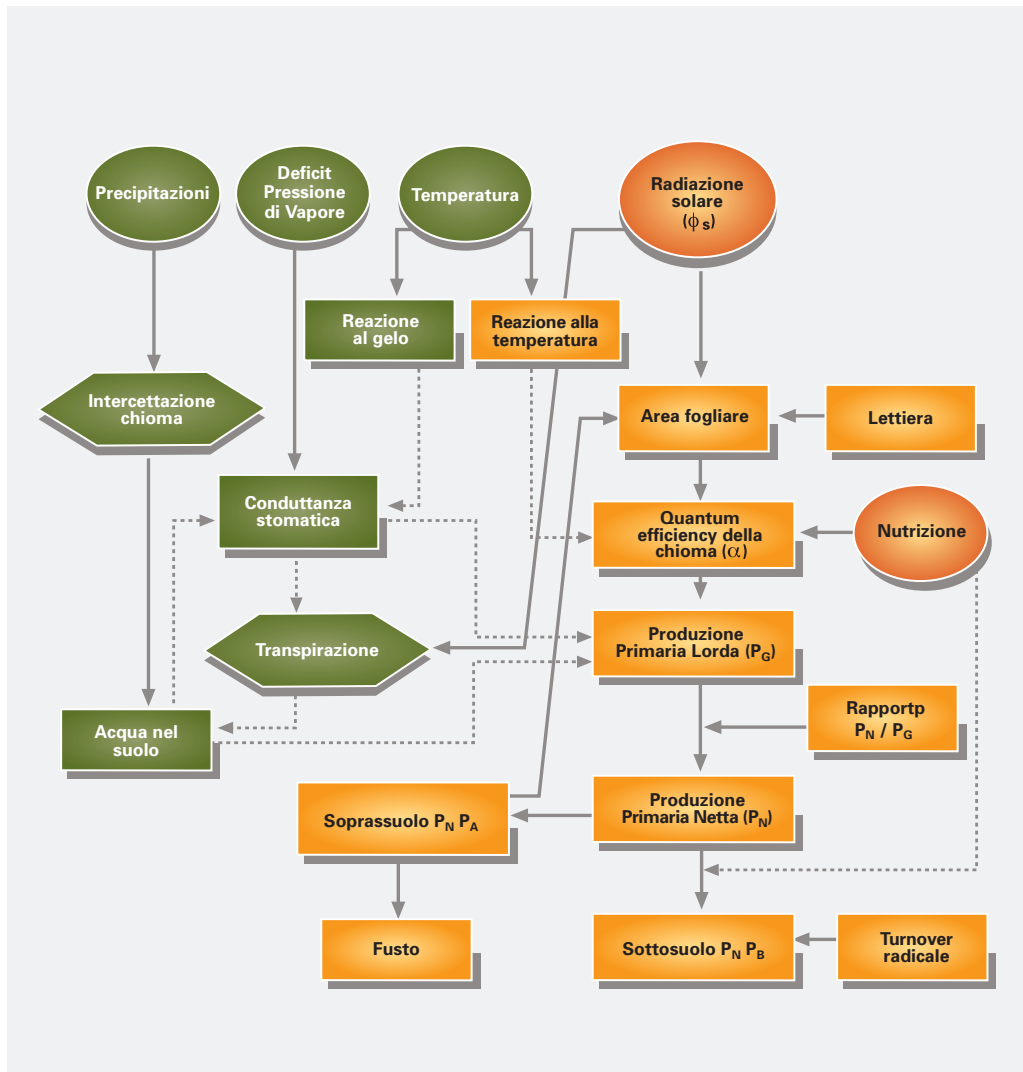 Precipitazioni
Deficit
Pressione
di Vapore
Temperatura
Radiazione
solare
(ϕ s)
Reazione
al gelo
Reazione alla
temperatura
Intercettazione
chioma
Area fogliare
Lettiera
Conduttanza
stomatica
Quantum
efficiency della
chioma (α)
Nutrizione
Traspirazione
Produzione
Primaria Lorda (PG)
Acqua nel
suolo
Rapportp
PN / PG
Soprassuolo PN PA
Produzione
Primaria Netta (PN)
Fusto
Sottosuolo PN PB
Turnover
radicale